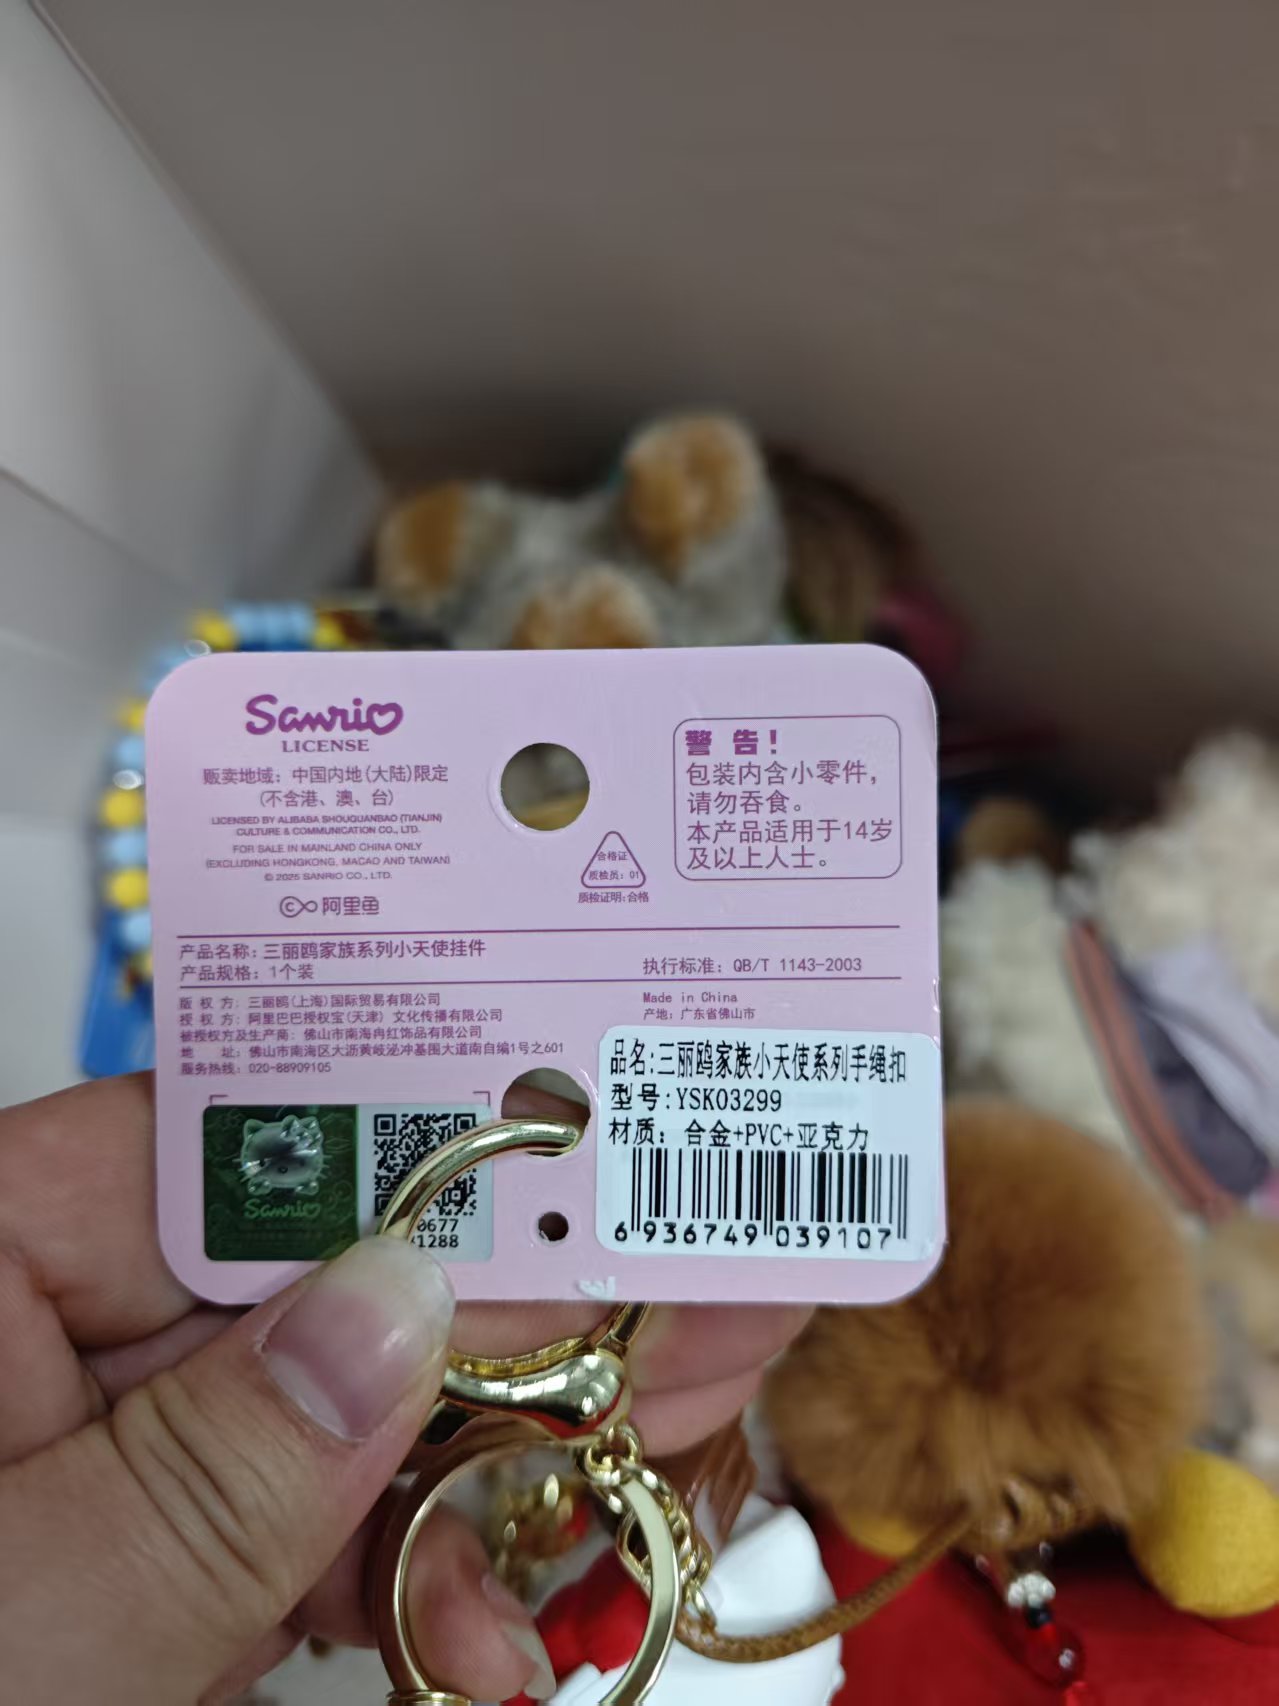 Sanrio
LICENSE
贩卖地域：中国内地(大陆)限定
(不含港、澳、台)
LICENSED BY ALIBABA SHOUQUANBAO (TIANJIN)
CULTURE & COMMUNICATION CO., LTD.
FOR SALE IN MAINLAND CHINA ONLY
(EXCLUDING HONGKONG, MACAO AND TAIWAN)
© 2025 SANRIO CO., LTD.
阿里鱼
合格证
质检员：01
质检证明:合格
警 告！
包装内含小零件，
请勿吞食。
本产品适用于14岁
及以上人士。
产品名称：三丽鸥家族系列小天使挂件
产品规格：1个装
执行标准：QB/T 1143-2003
版 权 方：三丽鸥(上海)国际贸易有限公司
授 权 方：阿里巴巴授权宝(天津) 文化传播有限公司
被授权方及生产商：佛山市南海冉红饰品有限公司
地 址：佛山市南海区大沥黄岐泌冲基围大道南自编1号之601
服务热线：020-88909105
Made in China
产地：广东省佛山市
品名:三丽鸥家族小天使系列手绳扣
型号:YSK03299
材质：合金+PVC+亚克力
6 936749 039107
Sanrio
0677
1288